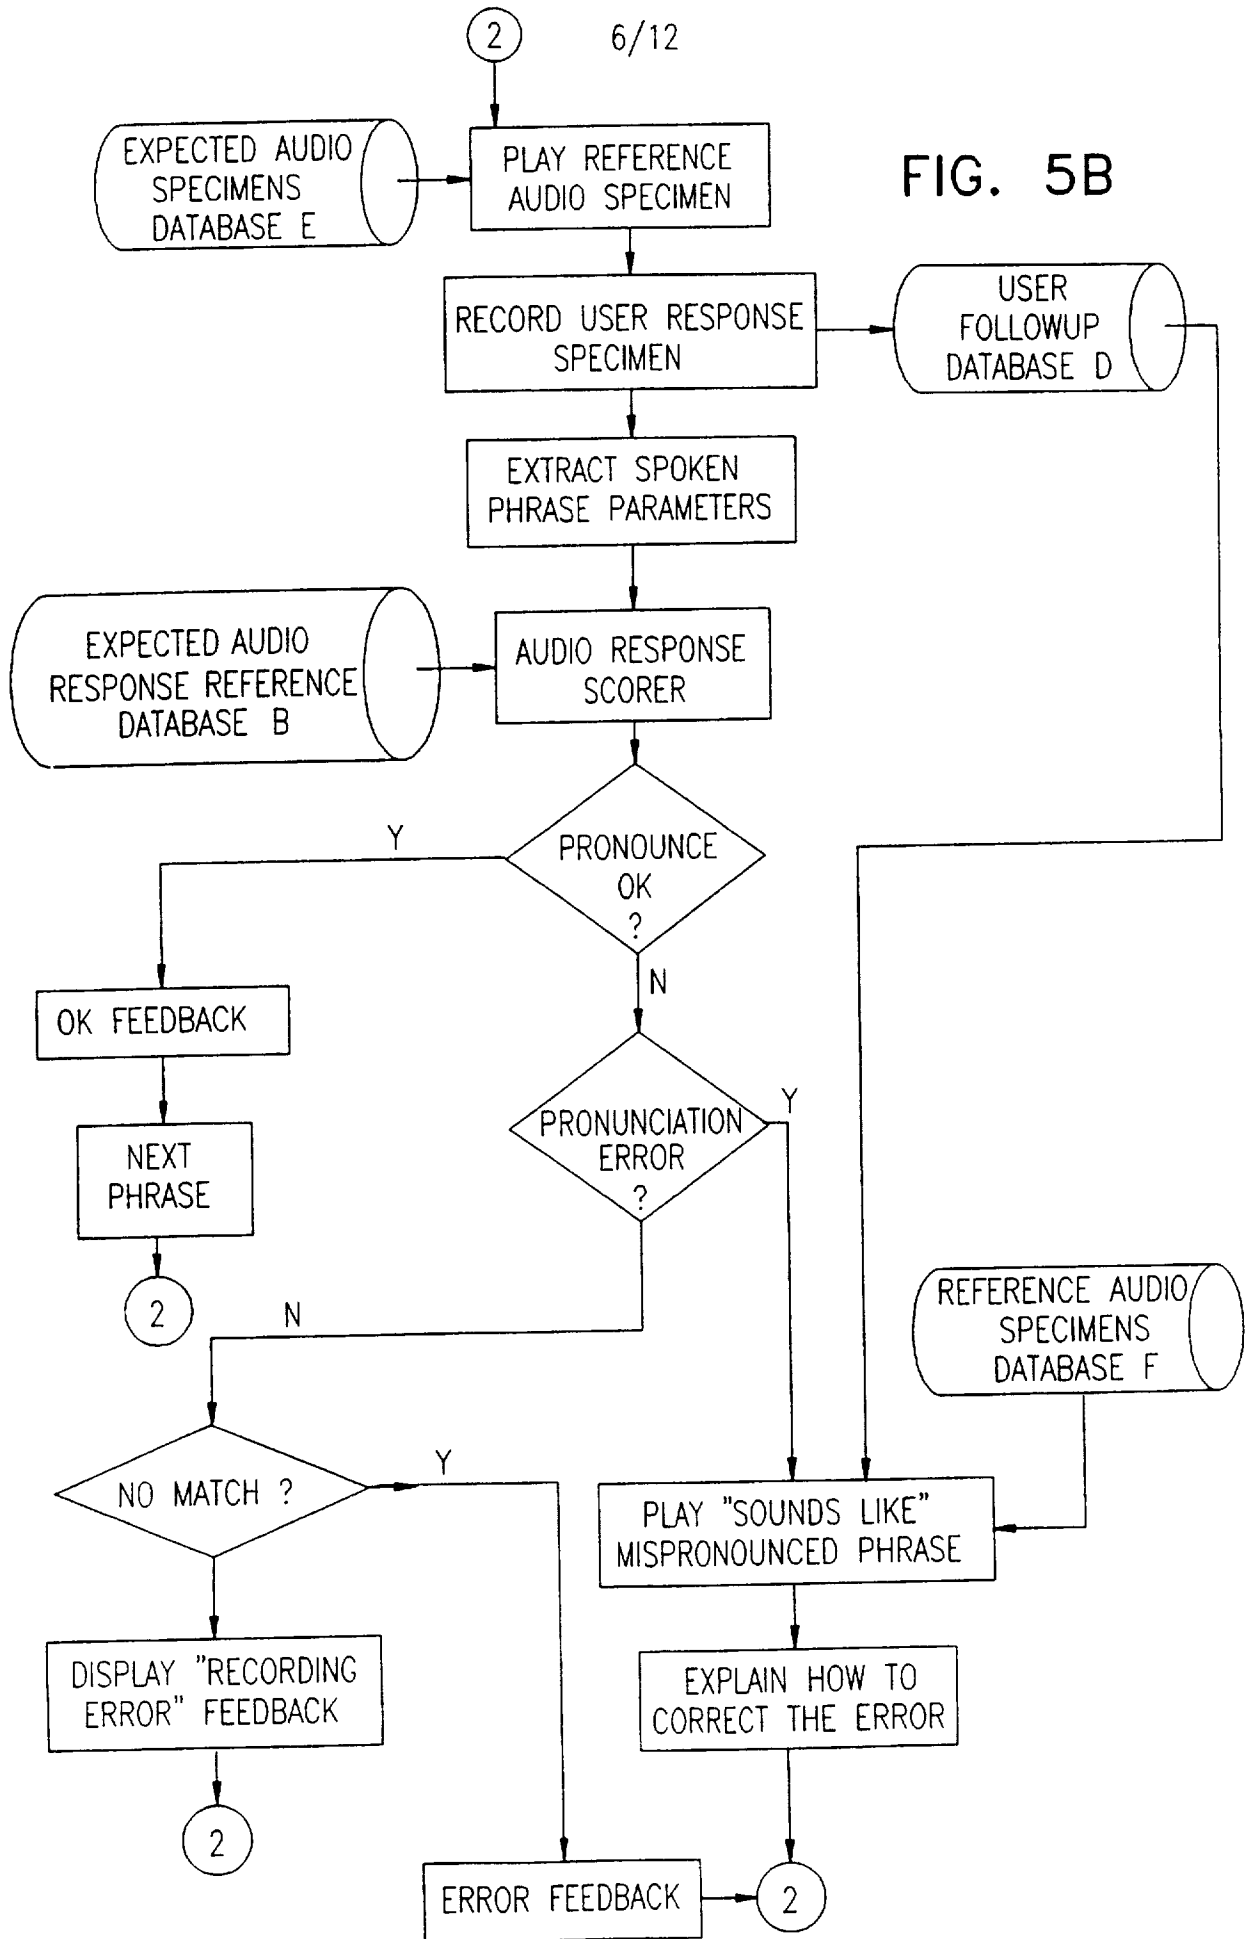 2
6/12
FIG. 5B
EXPECTED AUDIO
SPECIMENS
DATABASE E
PLAY REFERENCE
AUDIO SPECIMEN
RECORD USER RESPONSE
SPECIMEN
USER
FOLLOWUP
DATABASE D
EXTRACT SPOKEN
PHRASE PARAMETERS
EXPECTED AUDIO
RESPONSE REFERENCE
DATABASE B
AUDIO RESPONSE
SCORER
PRONOUNCE
OK
?
Y
N
OK FEEDBACK
NEXT
PHRASE
2
PRONUNCIATION
ERROR
?
Y
N
REFERENCE AUDIO
SPECIMENS
DATABASE F
NO MATCH ?
Y
PLAY "SOUNDS LIKE"
MISPRONOUNCED PHRASE
DISPLAY "RECORDING
ERROR" FEEDBACK
2
EXPLAIN HOW TO
CORRECT THE ERROR
ERROR FEEDBACK
2